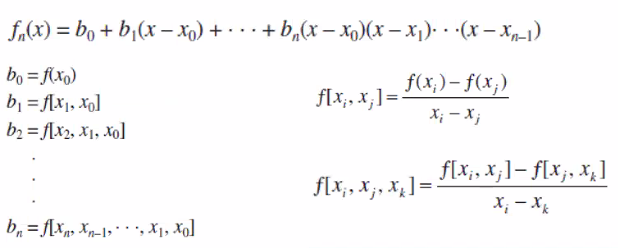 fₙ(x) = b₀ + b₁(x − x₀) + · · · + bₙ(x − x₀)(x − x₁)· · ·(x − xₙ₋₁)
b₀ = f(x₀)
b₁ = f[x₁, x₀]
b₂ = f[x₂, x₁, x₀]
.
.
.
bₙ = f[xₙ, xₙ₋₁, · · ·, x₁, x₀]
f[xᵢ, xⱼ] = \frac{f(xᵢ) − f(xⱼ)}{xᵢ − xⱼ}
f[xᵢ, xⱼ, xₖ] = \frac{f[xᵢ, xⱼ] − f[xⱼ, xₖ]}{xᵢ − xₖ}